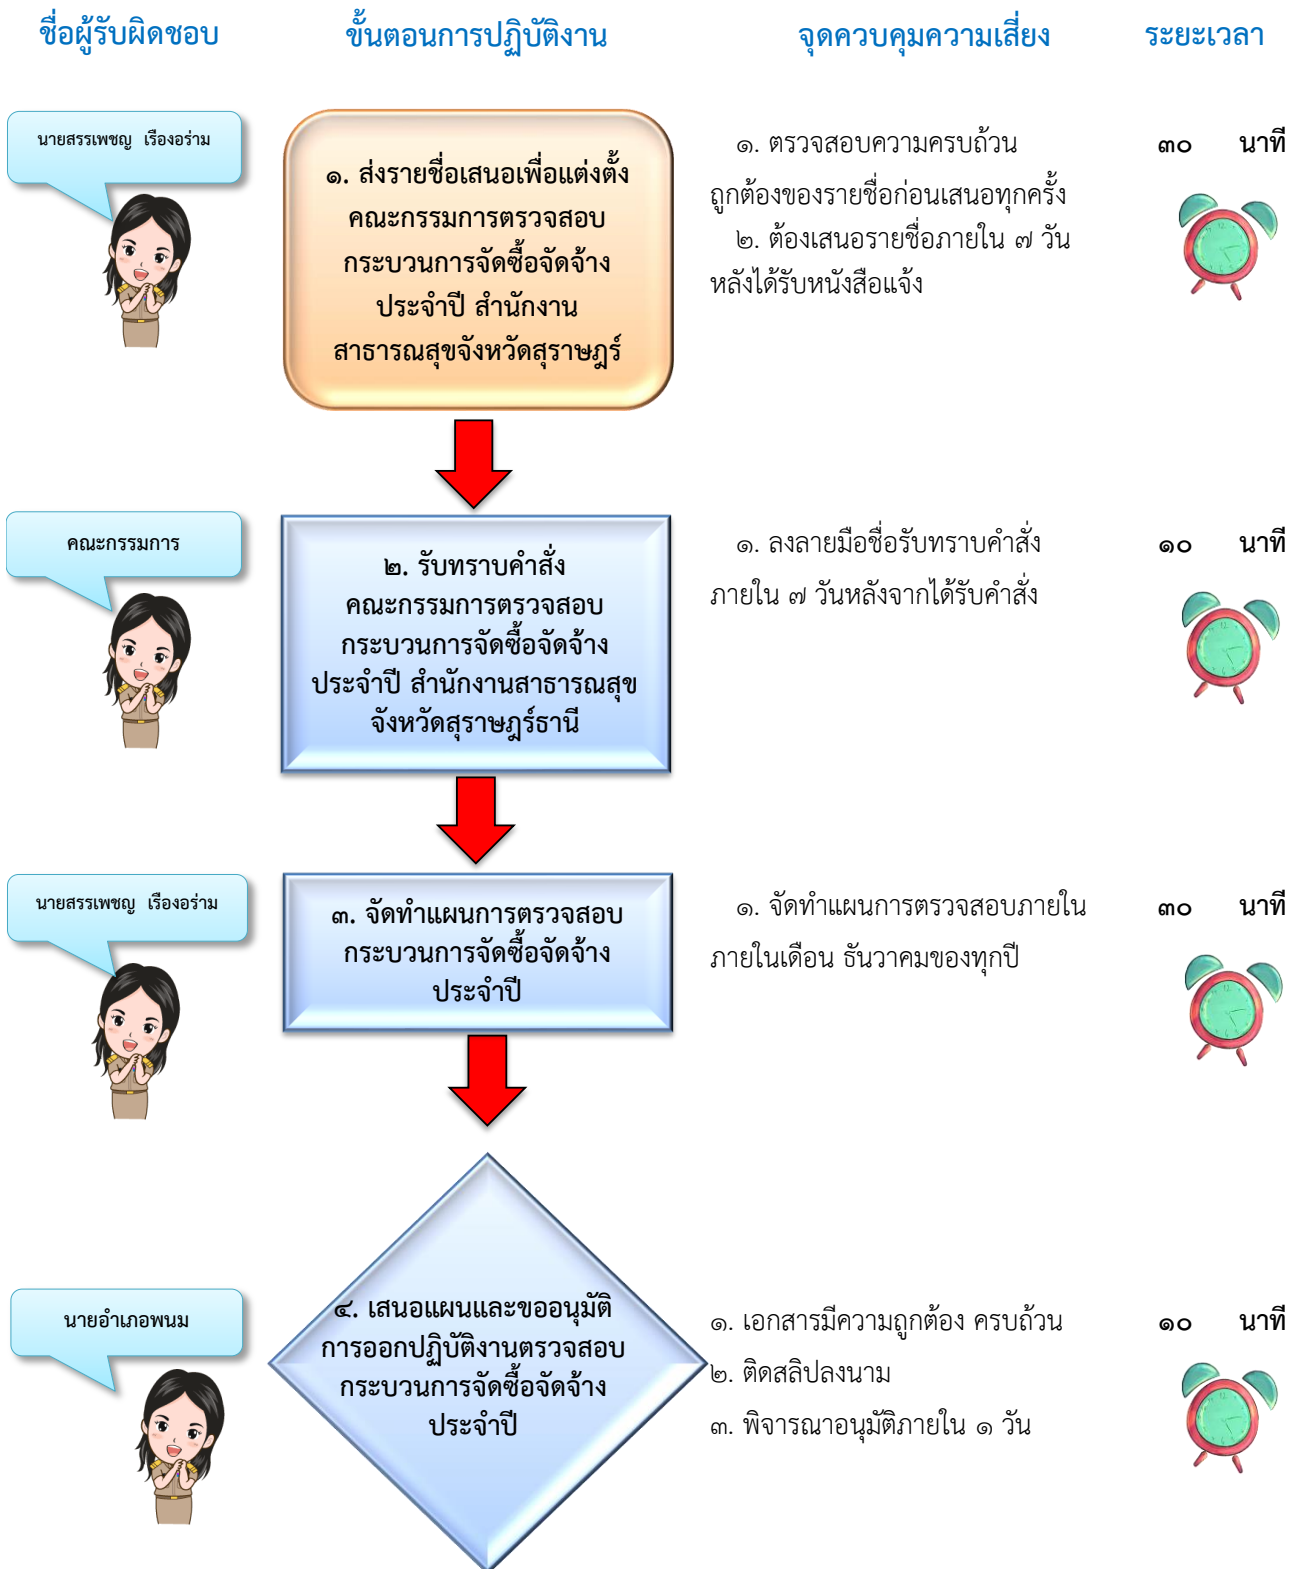 ชื่อผู้รับผิดชอบ ขั้นตอนการปฏิบัติงาน จุดควบคุมความเสี่ยง ระยะเวลา
นายสรรเพชญ เรืองอร่าม
๑. ส่งรายชื่อเสนอเพื่อแต่งตั้ง
คณะกรรมการตรวจสอบ
กระบวนการจัดซื้อจัดจ้าง
ประจำปี สำนักงาน
สาธารณสุขจังหวัดสุราษฎร์
๑. ตรวจสอบความครบถ้วน
ถูกต้องของรายชื่อก่อนเสนอทุกครั้ง
๒. ต้องเสนอรายชื่อภายใน ๗ วัน
หลังได้รับหนังสือแจ้ง
๓๐ นาที
คณะกรรมการ
๒. รับทราบคำสั่ง
คณะกรรมการตรวจสอบ
กระบวนการจัดซื้อจัดจ้าง
ประจำปี สำนักงานสาธารณสุข
จังหวัดสุราษฎร์ธานี
๑. ลงลายมือชื่อรับทราบคำสั่ง
ภายใน ๗ วันหลังจากได้รับคำสั่ง
๑๐ นาที
นายสรรเพชญ เรืองอร่าม
๓. จัดทำแผนการตรวจสอบ
กระบวนการจัดซื้อจัดจ้าง
ประจำปี
๑. จัดทำแผนการตรวจสอบภายใน
ภายในเดือน ธันวาคมของทุกปี
๓๐ นาที
นายอำเภอพนม
๔. เสนอแผนและขออนุมัติ
การออกปฏิบัติงานตรวจสอบ
กระบวนการจัดซื้อจัดจ้าง
ประจำปี
๑. เอกสารมีความถูกต้อง ครบถ้วน
๒. ติดสลิปลงนาม
๓. พิจารณาอนุมัติภายใน ๑ วัน
๑๐ นาที